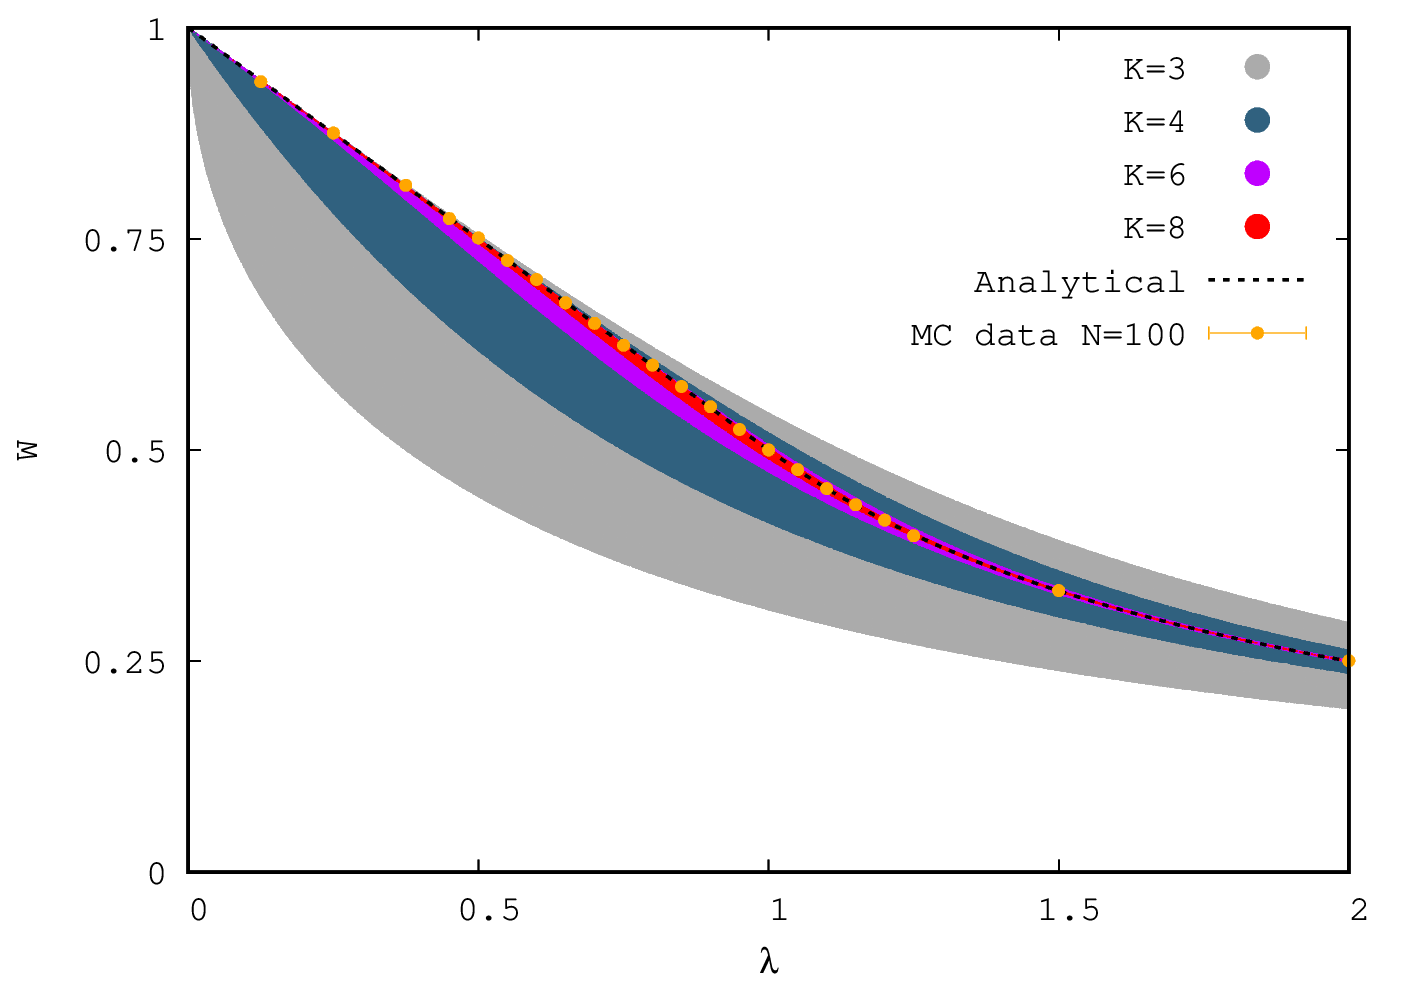 1
K=3
K=4
K=6
K=8
0.75
Analytical
MC data N=100
W
0.5
0.25
0
0 0.5 1 1.5 2
λ